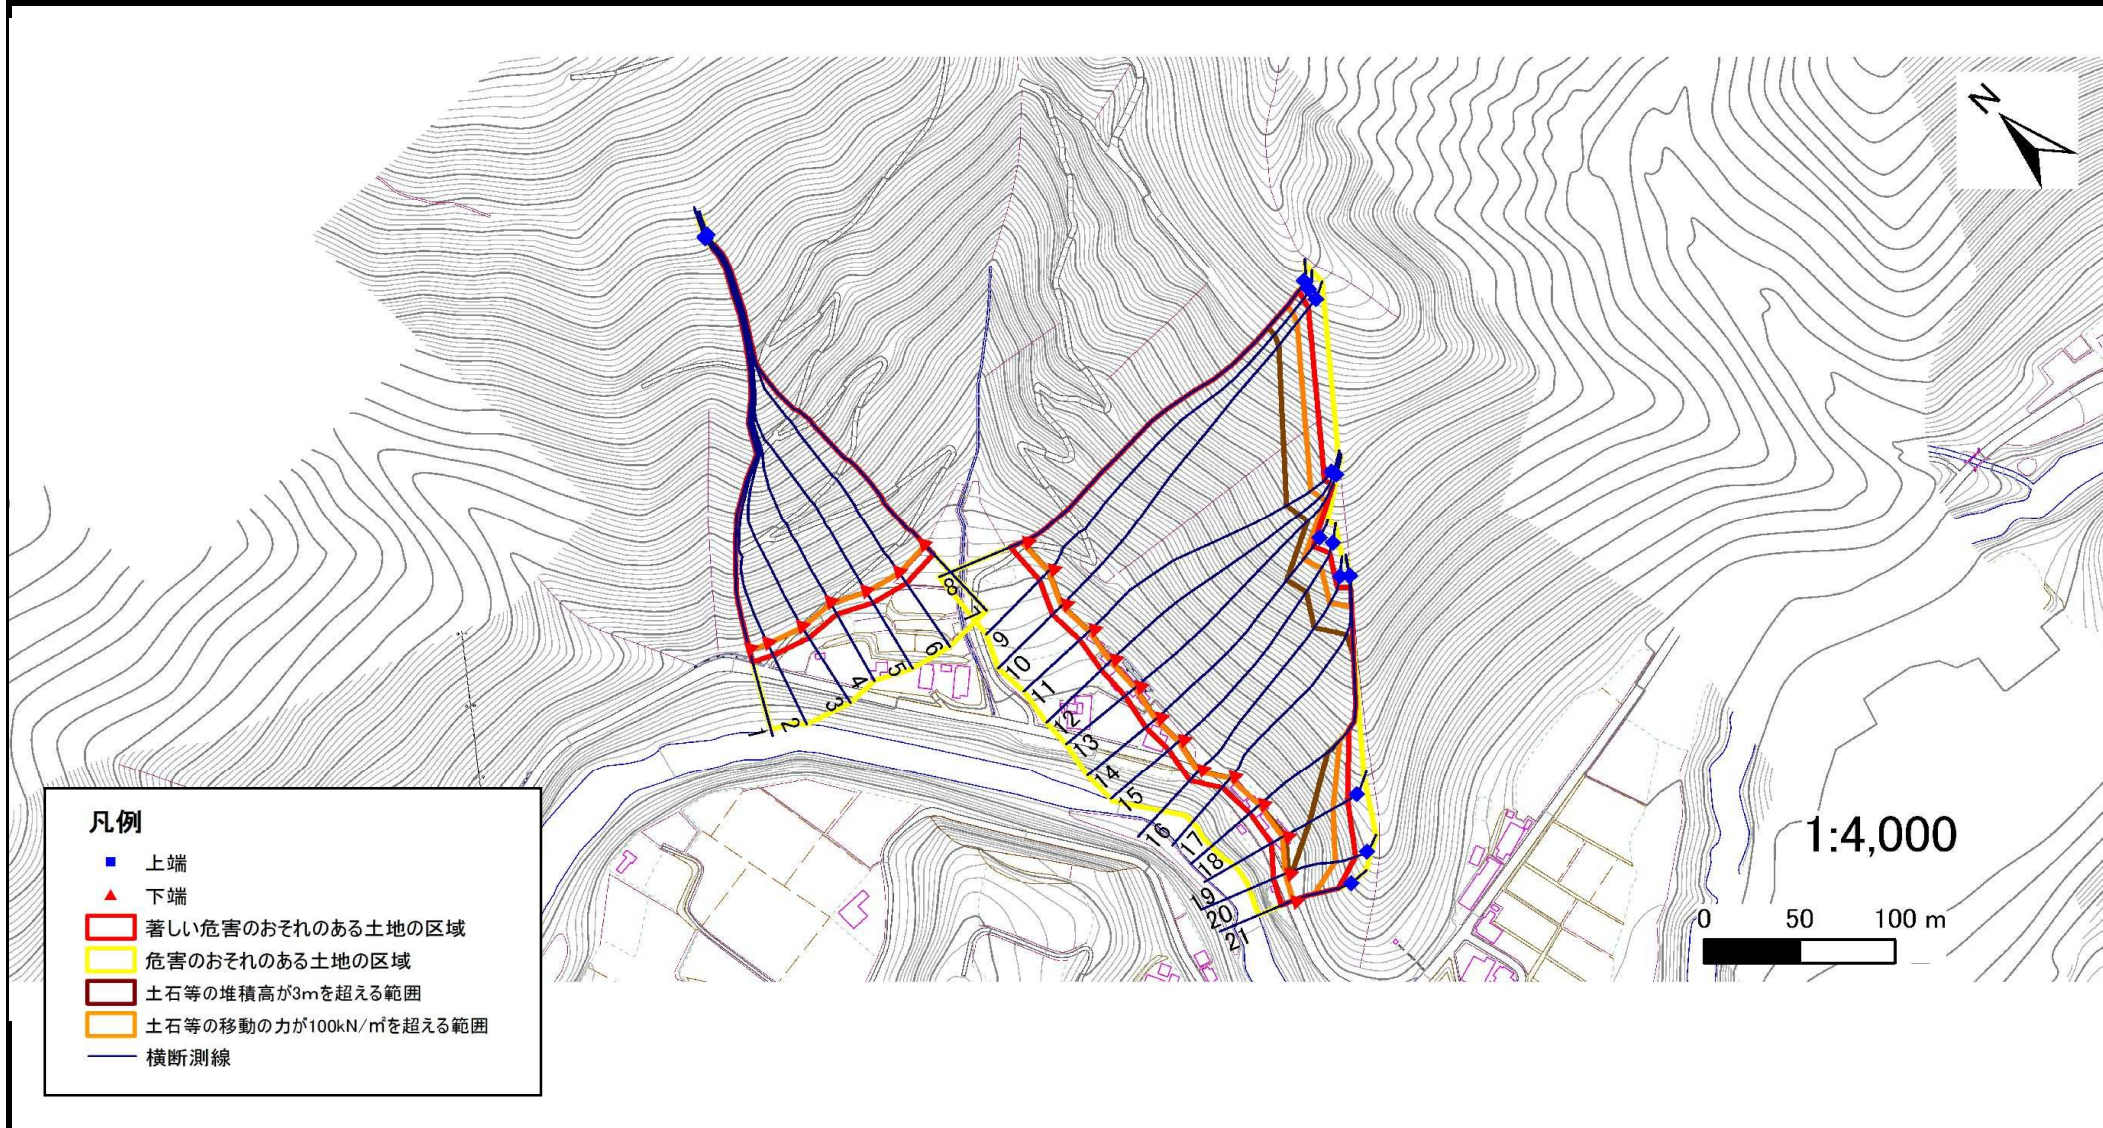 N
8
7
9
6
10
5
11
4
3
12
2
1
13
14
15
16
17
18
19
20
21
凡例
上端
下端
著しい危害のおそれのある土地の区域
危害のおそれのある土地の区域
土石等の堆積高が3mを超える範囲
土石等の移動の力が100kN/㎡を超える範囲
横断測線
1:4,000
0 50 100 m